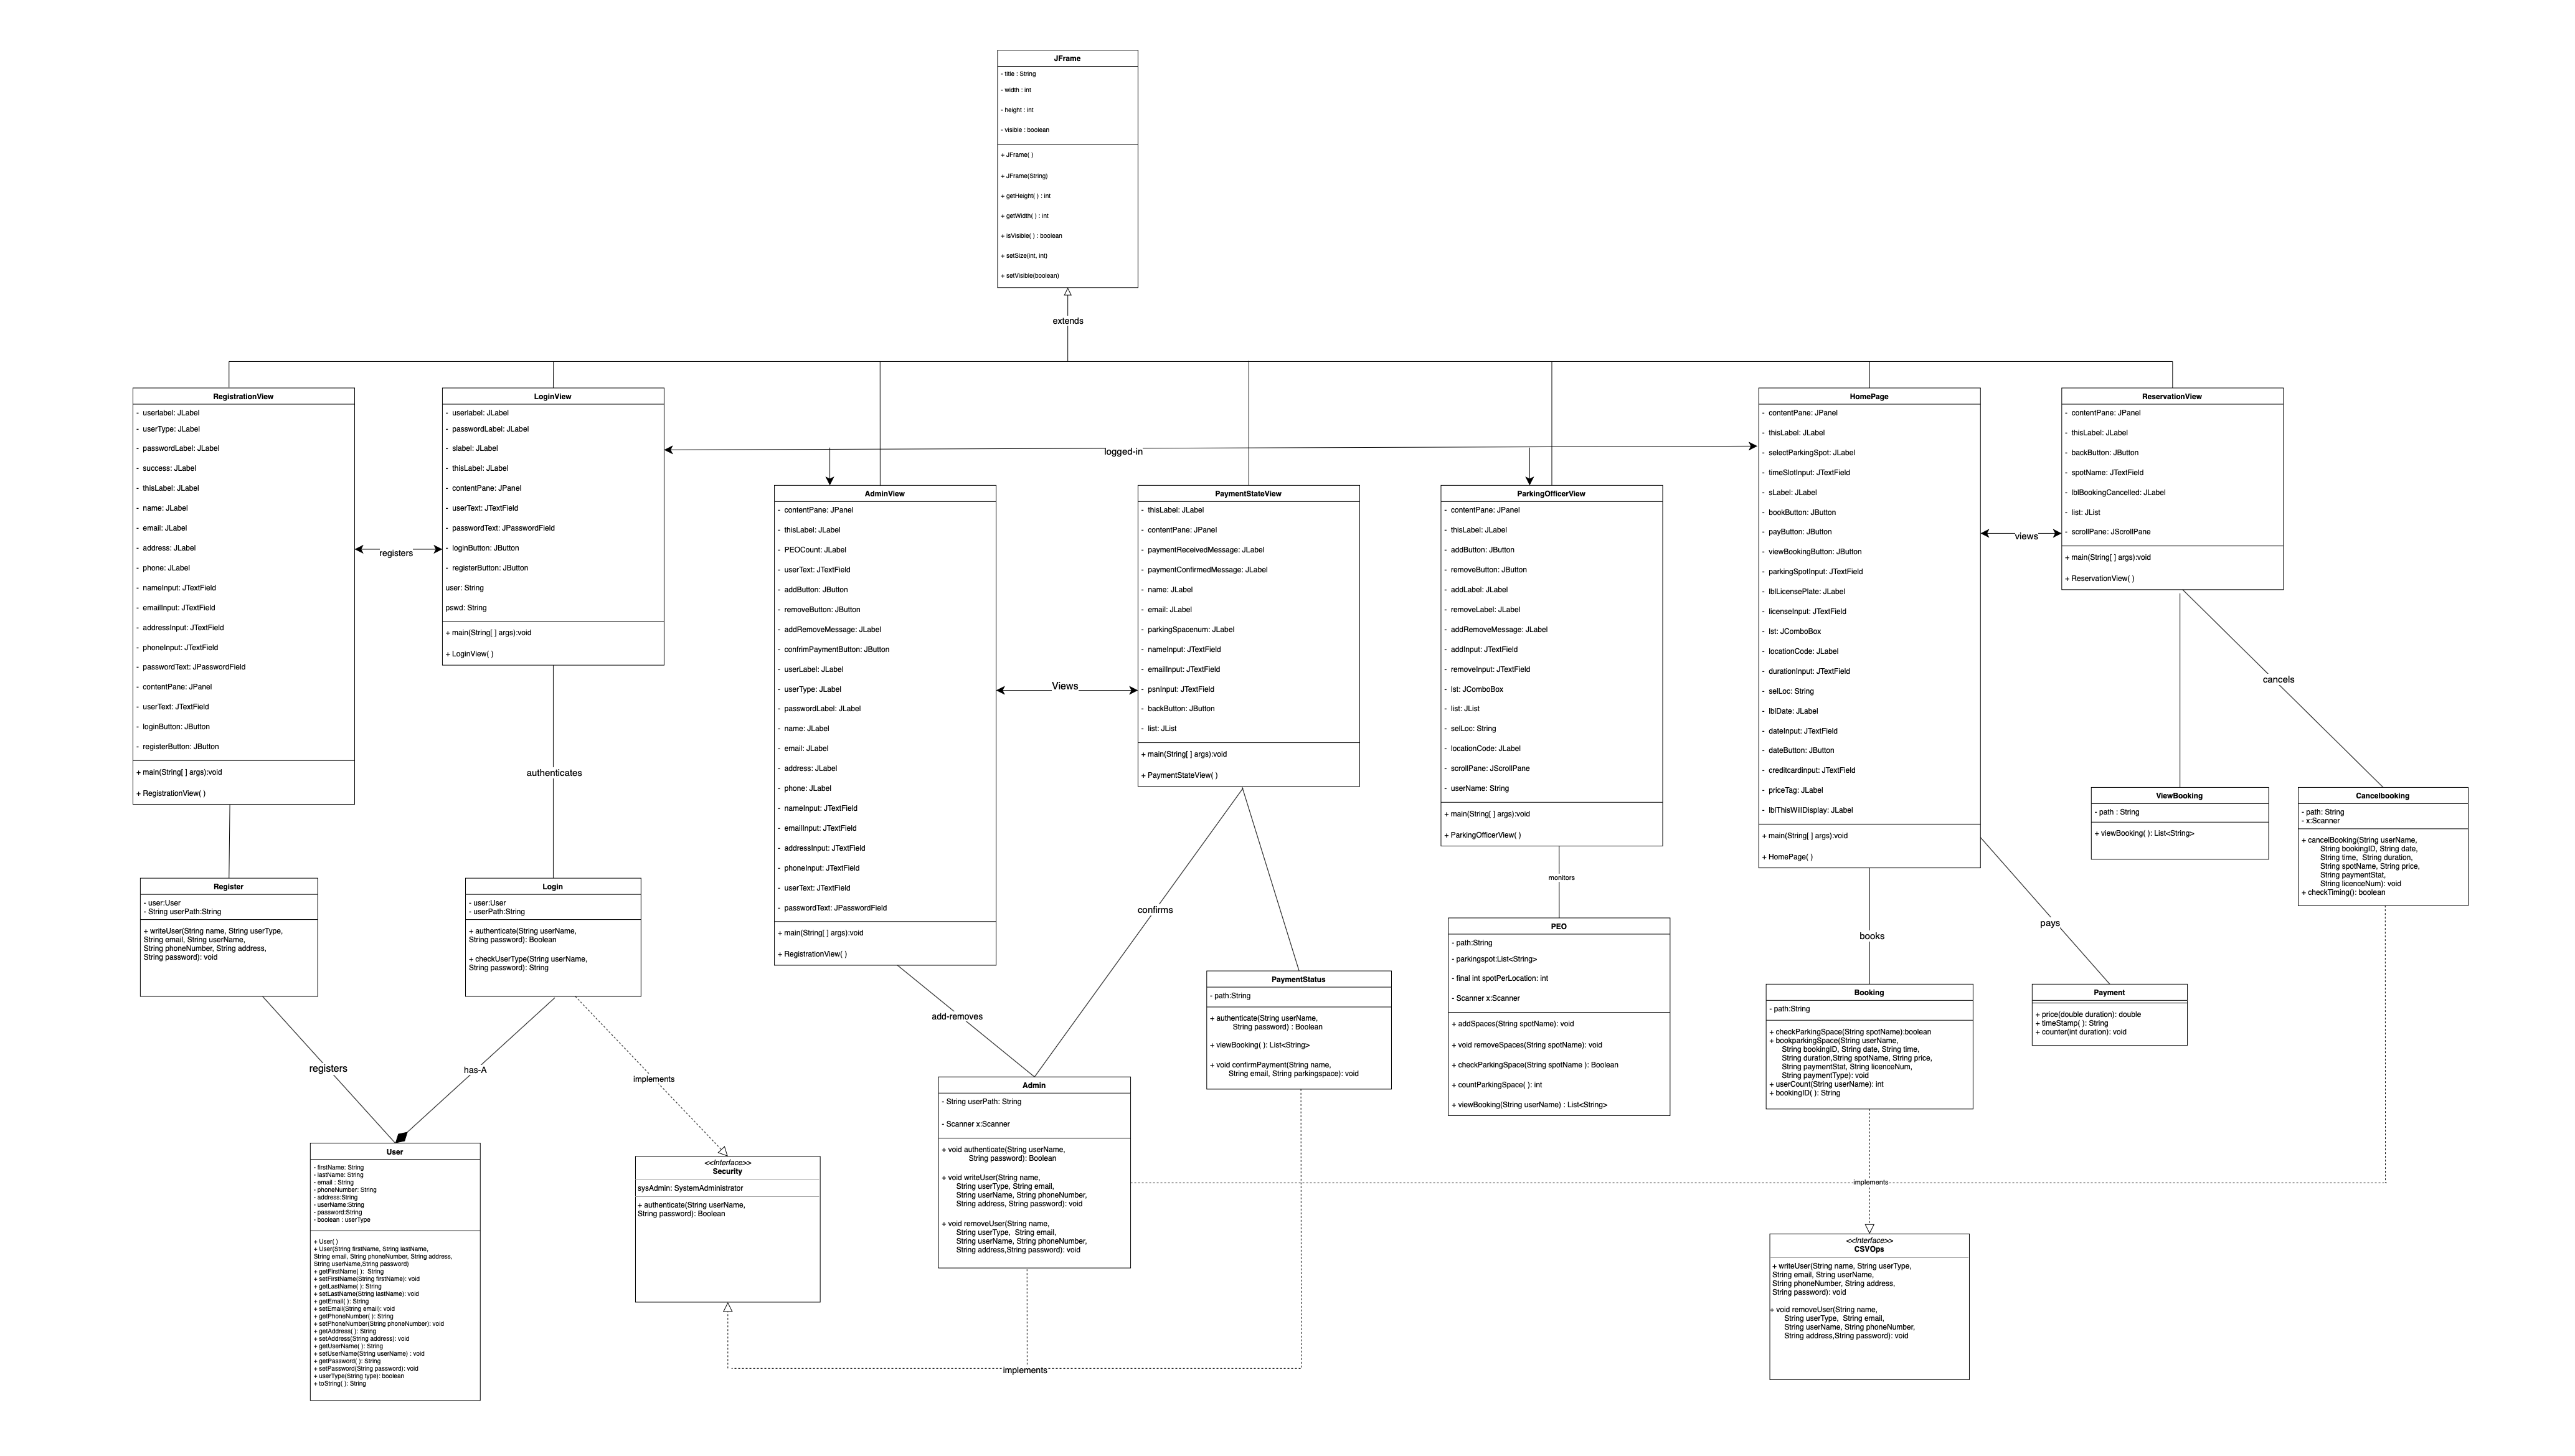 JFrame
- title : String
- width : int
- height : int
- visible : boolean
+ JFrame( )
+ JFrame(String)
+ getHeight( ) : int
+ getWidth( ) : int
+ isVisible( ) : boolean
+ setSize(int, int)
+ setVisible(boolean)
extends
RegistrationView
- userlabel: JLabel
- userType: JLabel
- passwordLabel: JLabel
- success: JLabel
- thisLabel: JLabel
- name: JLabel
- email: JLabel
- address: JLabel
- phone: JLabel
- nameInput: JTextField
- emailInput: JTextField
- addressInput: JTextField
- phoneInput: JTextField
- passwordText: JPasswordField
- contentPane: JPanel
- userText: JTextField
- loginButton: JButton
- registerButton: JButton
+ main(String[ ] args):void
+ RegistrationView( )
registers
LoginView
- userlabel: JLabel
- passwordLabel: JLabel
- slabel: JLabel
- thisLabel: JLabel
- contentPane: JPanel
- userText: JTextField
- passwordText: JPasswordField
- loginButton: JButton
- registerButton: JButton
user: String
pswd: String
+ main(String[ ] args):void
+ LoginView( )
logged-in
AdminView
- contentPane: JPanel
- thisLabel: JLabel
- PEOCount: JLabel
- userText: JTextField
- addButton: JButton
- removeButton: JButton
- addRemoveMessage: JLabel
- confrimPaymentButton: JButton
- userLabel: JLabel
- userType: JLabel
- passwordLabel: JLabel
- name: JLabel
- email: JLabel
- address: JLabel
- phone: JLabel
- nameInput: JTextField
- emailInput: JTextField
- addressInput: JTextField
- phoneInput: JTextField
- userText: JTextField
- passwordText: JPasswordField
+ main(String[ ] args):void
+ RegistrationView( )
Views
PaymentStateView
- thisLabel: JLabel
- contentPane: JPanel
- paymentReceivedMessage: JLabel
- paymentConfirmedMessage: JLabel
- name: JLabel
- email: JLabel
- parkingSpacenum: JLabel
- nameInput: JTextField
- emailInput: JTextField
- psnInput: JTextField
- backButton: JButton
- list: JList
+ main(String[ ] args):void
+ PaymentStateView( )
ParkingOfficerView
- contentPane: JPanel
- thisLabel: JLabel
- addButton: JButton
- removeButton: JButton
- addLabel: JLabel
- removeLabel: JLabel
- addRemoveMessage: JLabel
- addInput: JTextField
- removeInput: JTextField
- lst: JComboBox
- list: JList
- selLoc: String
- locationCode: JLabel
- scrollPane: JScrollPane
- userName: String
+ main(String[ ] args):void
+ ParkingOfficerView( )
HomePage
- contentPane: JPanel
- thisLabel: JLabel
- selectParkingSpot: JLabel
- timeSlotInput: JTextField
- sLabel: JLabel
- bookButton: JButton
- payButton: JButton
- viewBookingButton: JButton
- parkingSpotInput: JTextField
- lblLicensePlate: JLabel
- licenseInput: JTextField
- lst: JComboBox
- locationCode: JLabel
- durationInput: JTextField
- selLoc: String
- lblDate: JLabel
- dateInput: JTextField
- dateButton: JButton
- creditcardinput: JTextField
- priceTag: JLabel
- lblThisWillDisplay: JLabel
+ main(String[ ] args):void
+ HomePage( )
views
ReservationView
- contentPane: JPanel
- thisLabel: JLabel
- backButton: JButton
- spotName: JTextField
- lblBookingCancelled: JLabel
- list: JList
- scrollPane: JScrollPane
+ main(String[ ] args):void
+ ReservationView( )
cancels
authenticates
confirms
monitors
books
pays
ViewBooking
- path : String
+ viewBooking( ): List<String>
Cancelbooking
- path: String
- x:Scanner
+ cancelBooking(String userName,
String bookingID, String date,
String time, String duration,
String spotName, String price,
String paymentStat,
String licenceNum): void
+ checkTiming(): boolean
Register
- user:User
- String userPath:String
+ writeUser(String name, String userType,
String email, String userName,
String phoneNumber, String address,
String password): void
Login
- user:User
- userPath:String
+ authenticate(String userName,
String password): Boolean
+ checkUserType(String userName,
String password): String
add-removes
PaymentStatus
- path:String
+ authenticate(String userName,
String password) : Boolean
+ viewBooking( ): List<String>
+ void confirmPayment(String name,
String email, String parkingspace): void
PEO
- path:String
- parkingspot:List<String>
- final int spotPerLocation: int
- Scanner x:Scanner
+ addSpaces(String spotName): void
+ void removeSpaces(String spotName): void
+ checkParkingSpace(String spotName ): Boolean
+ countParkingSpace( ): int
+ viewBooking(String userName) : List<String>
Booking
- path:String
+ checkParkingSpace(String spotName):boolean
+ bookparkingSpace(String userName,
String bookingID, String date, String time,
String duration,String spotName, String price,
String paymentStat, String licenNum,
String paymentType): void
+ userCount(String userName): int
+ bookingID( ): String
Payment
+ price(double duration): double
+ timeStamp( ): String
+ counter(int duration): void
registers
has-A
implements
User
- firstName: String
- lastName: String
- email : String
- phoneNumber: String
- address:String
- userName:String
- password:String
- boolean : userType
+ User( )
+ User(String firstName, String lastName,
String email, String phoneNumber, String address,
String userName,String password)
+ getFirstName( ): String
+ setFirstName(String firstName): void
+ getLastName( ): String
+ setLastName(String lastName): void
+ getEmail( ): String
+ setEmail(String email): void
+ getPhoneNumber( ): String
+ setPhoneNumber(String phoneNumber): void
+ getAddress( ): String
+ setAddress(String address): void
+ getUserName( ): String
+ setUserName(String userName) : void
+ getPassword( ): String
+ setPassword(String password): void
+ userType(String type): boolean
+ toString( ): String
<<Interface>>
Security
sysAdmin: SystemAdministrator
+ authenticate(String userName,
String password): Boolean
Admin
- String userPath: String
- Scanner x:Scanner
+ void authenticate(String userName,
String password): Boolean
+ void writeUser(String name,
String userType, String email,
String userName, String phoneNumber,
String address, String password): void
+ void removeUser(String name,
String userType, String email,
String userName, String phoneNumber,
String address,String password): void
implements
implements
<<Interface>>
CSVOps
+ writeUser(String name, String userType,
String email, String userName,
String phoneNumber, String address,
String password): void
+ void removeUser(String name,
String userType, String email,
String userName, String phoneNumber,
String address,String password): void